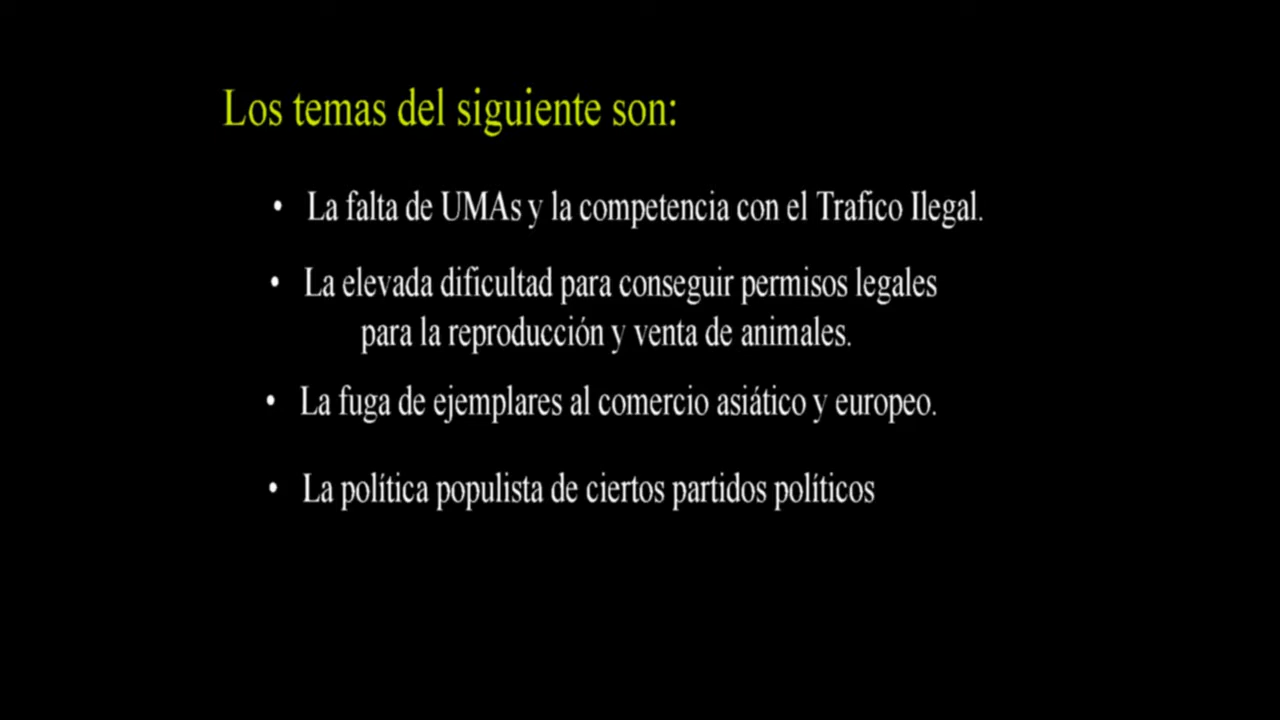 Los temas del siguiente son:
• La falta de UMAs y la competencia con el Trafico Ilegal.
• La elevada dificultad para conseguir permisos legales
para la reproducción y venta de animales.
• La fuga de ejemplares al comercio asiático y europeo.
• La política populista de ciertos partidos políticos